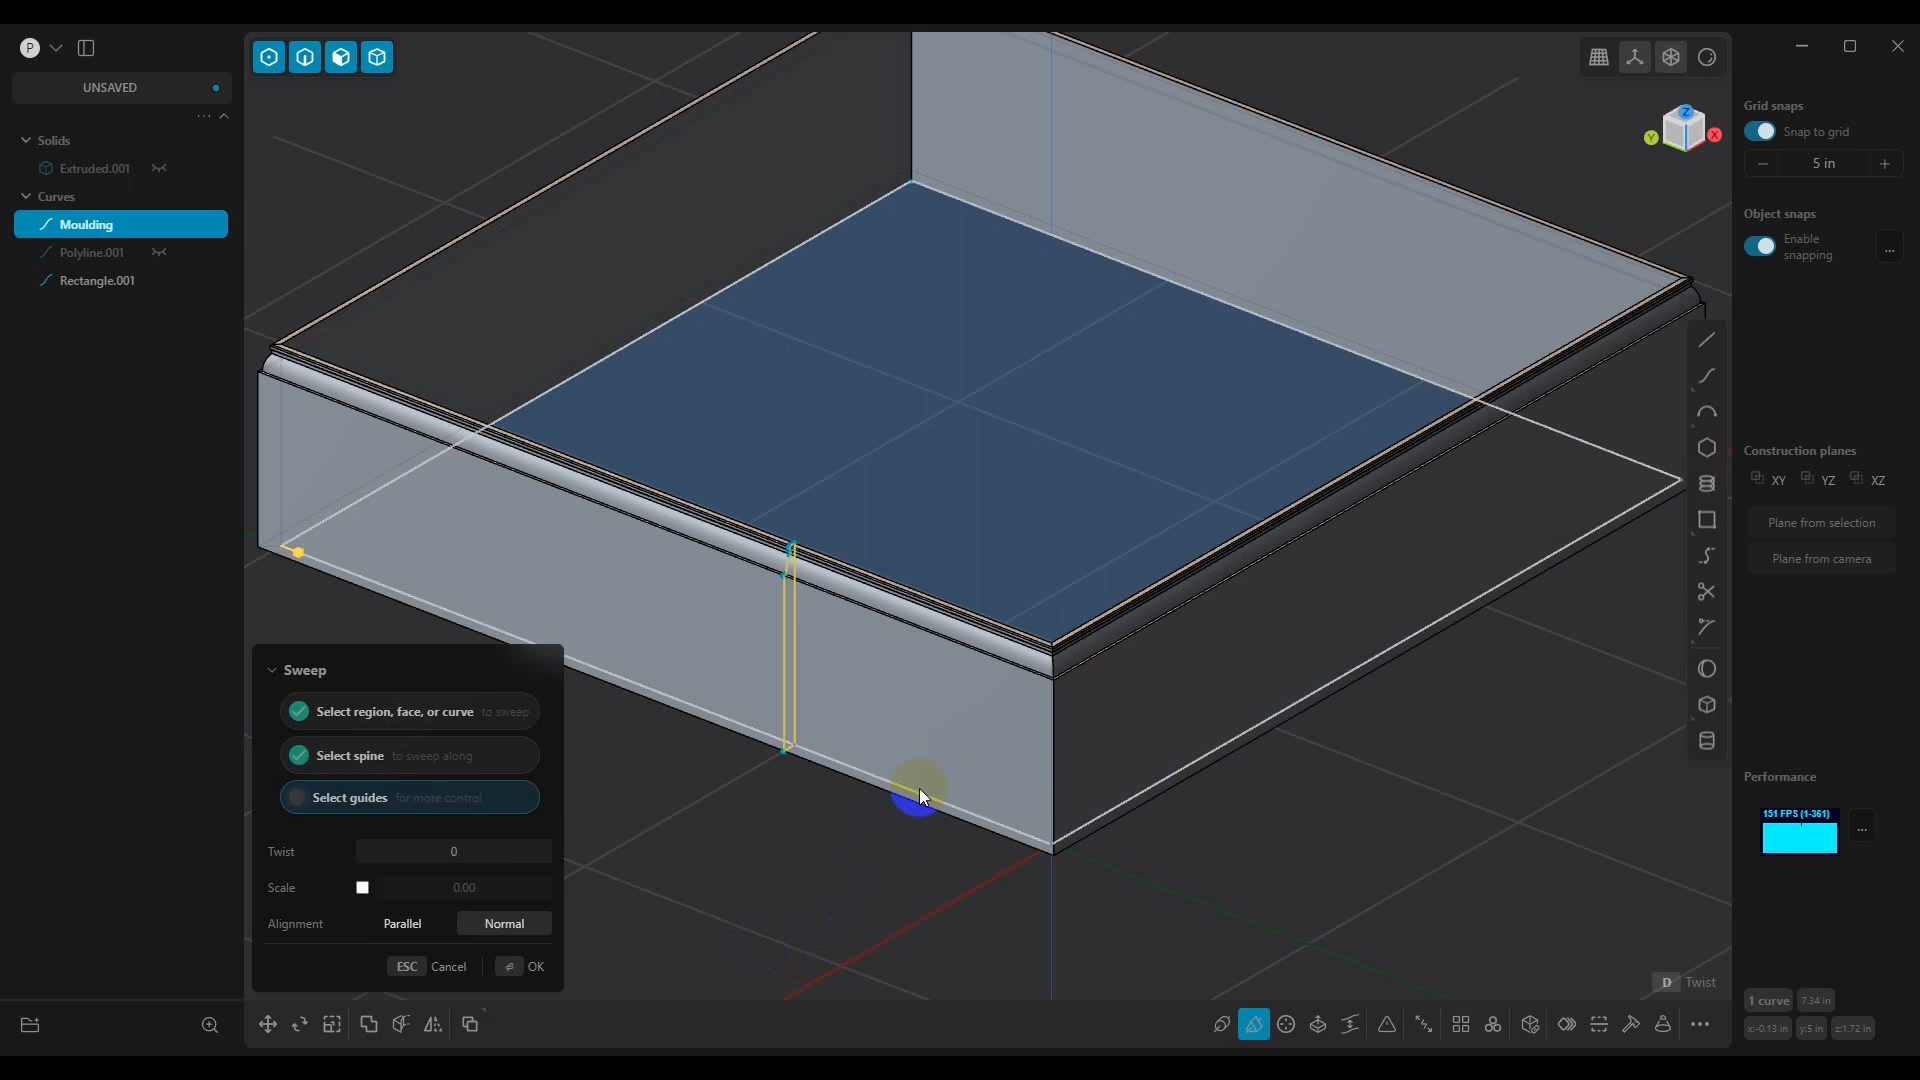 P
UNSAVED
Solids
Extruded.001
Curves
Moulding
Polyline.001
Rectangle.001
Z
Y
X
Grid snaps
Snap to grid
5 in
Object snaps
Enable
snapping
...
Construction planes
XY
YZ
XZ
Plane from selection
Plane from camera
Performance
151 FPS (1-361)
...
Sweep
Select region, face, or curve to sweep
Select spine to sweep along
Select guides for more control
Twist 0
Scale 0.00
Alignment Parallel Normal
ESC Cancel OK
D Twist
1 curve 7.34 in
x:-0.13 in y:5 in z:1.72 in